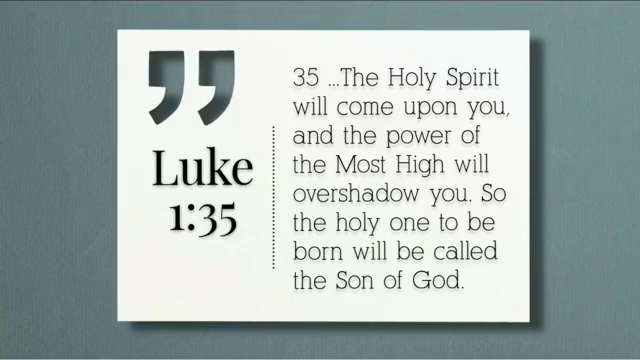 Luke
1:35
35 ...The Holy Spirit
will come upon you,
and the power of
the Most High will
overshadow you. So
the holy one to be
born will be called
the Son of God.